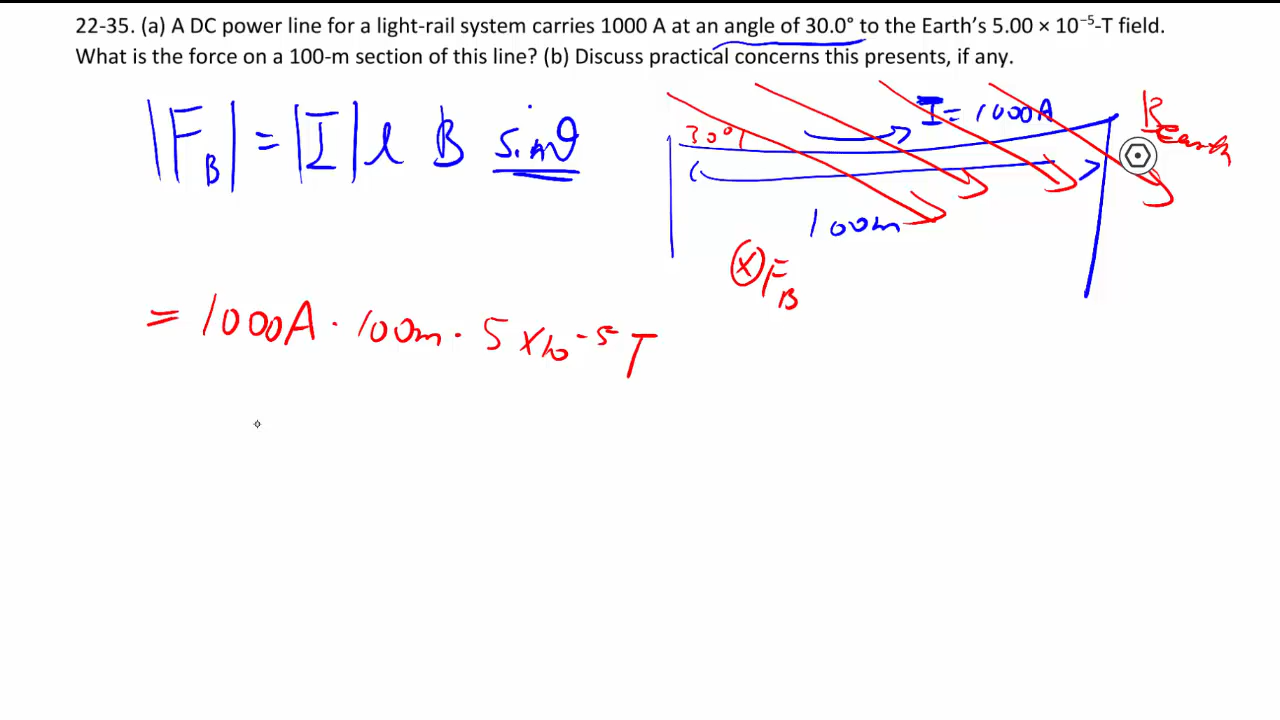 22-35. (a) A DC power line for a light-rail system carries 1000 A at an angle of 30.0° to the Earth's 5.00 × 10⁻⁵-T field.
What is the force on a 100-m section of this line? (b) Discuss practical concerns this presents, if any.
|F_B| = |I| l B sinθ
30°
I = 1000A
B_Earth
100m
ⓧ F_B
= 1000A · 100m · 5 × 10⁻⁵ T